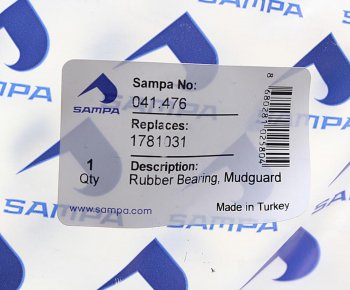 SAMPA
SAMPA
Sampa No:
041.476
Replaces:
1781031
SAMPA
1
Qty
Description:
Rubber Bearing, Mudguard
www.sampa.com
Made in Turkey
SAMPA
SAMPA
SAMPA